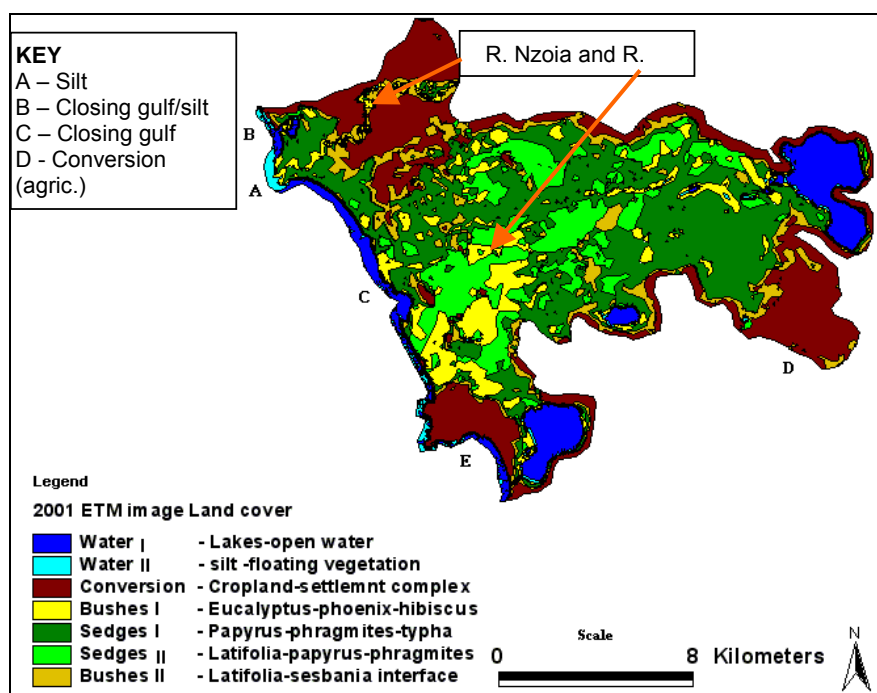 KEY
A – Silt
B – Closing gulf/silt
C – Closing gulf
D - Conversion
(agric.)
R. Nzoia and R.
B
A
C
D
E
Legend
2001 ETM image Land cover
Water I - Lakes-open water
Water II - silt -floating vegetation
Conversion - Cropland-settlemnt complex
Bushes I - Eucalyptus-phoenix-hibiscus
Sedges I - Papyrus-phragmites-typha
Sedges II - Latifolia-papyrus-phragmites
Bushes II - Latifolia-sesbania interface
Scale
0 8 Kilometers
N